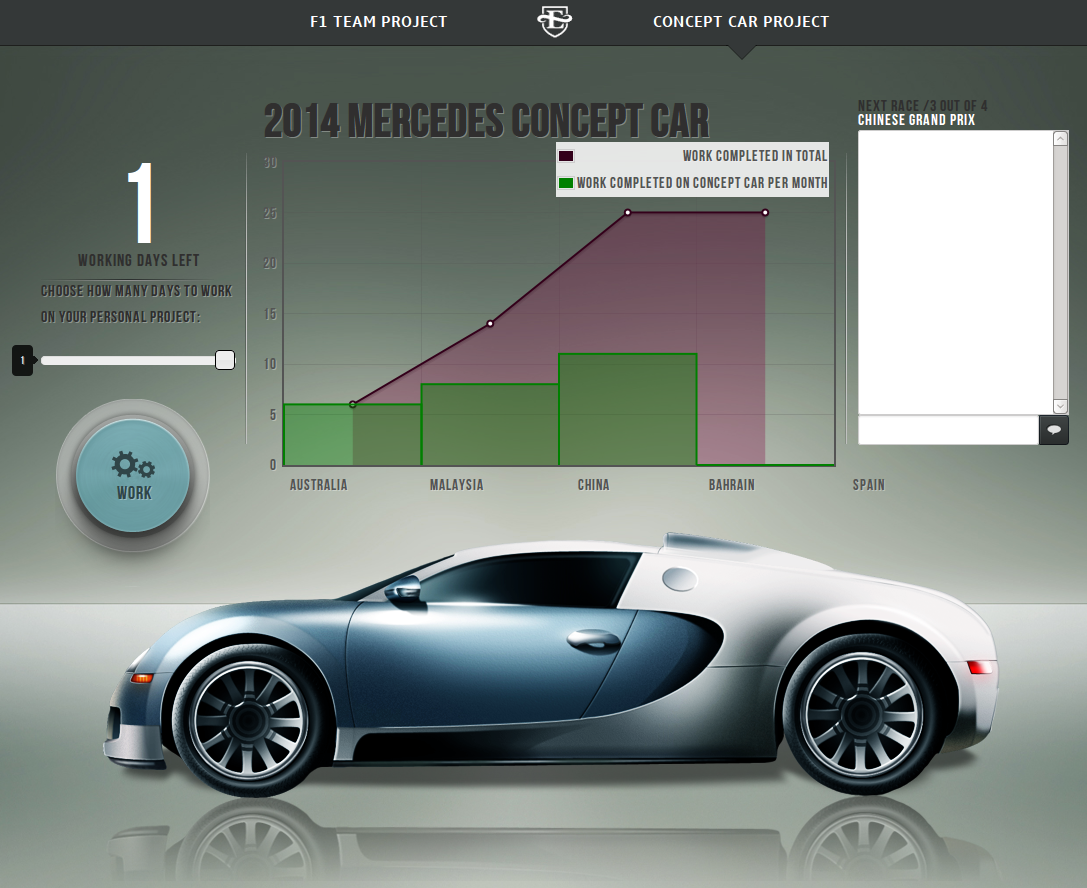 F1 TEAM PROJECT
E
CONCEPT CAR PROJECT
2014 MERCEDES CONCEPT CAR
NEXT RACE /3 OUT OF 4
CHINESE GRAND PRIX
1
WORKING DAYS LEFT
CHOOSE HOW MANY DAYS TO WORK
ON YOUR PERSONAL PROJECT:
1
WORK
WORK COMPLETED IN TOTAL
WORK COMPLETED ON CONCEPT CAR PER MONTH
30
25
20
15
10
5
0
AUSTRALIA
MALAYSIA
CHINA
BAHRAIN
SPAIN